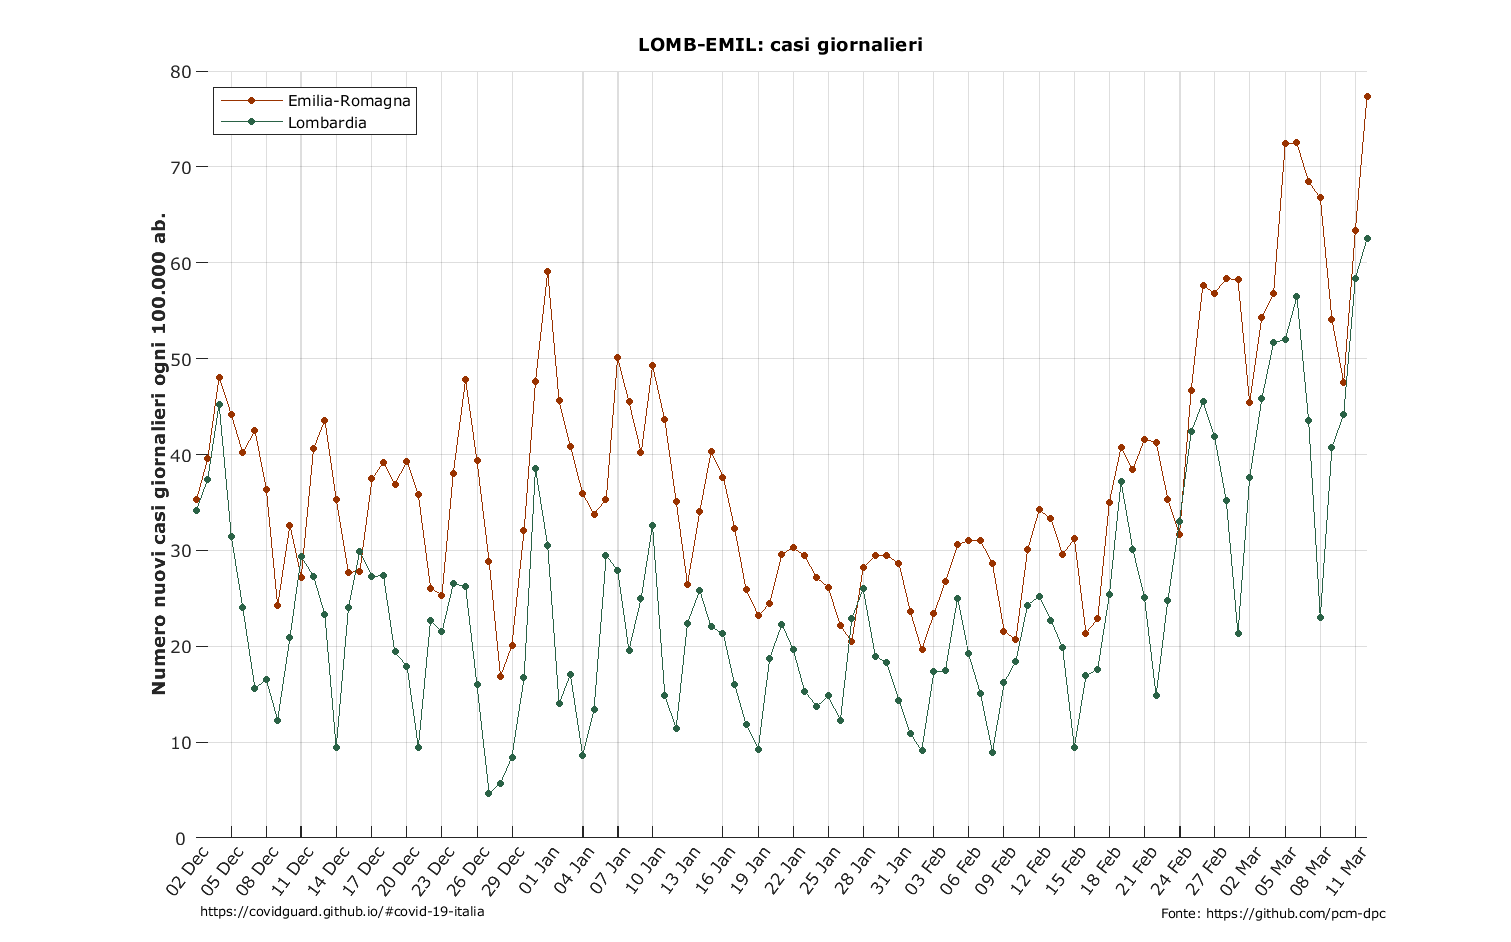 LOMB-EMIL: casi giornalieri
Emilia-Romagna
Lombardia
Numero nuovi casi giornalieri ogni 100.000 ab.
80
70
60
50
40
30
20
10
0
02 Dec
05 Dec
08 Dec
11 Dec
14 Dec
17 Dec
20 Dec
23 Dec
26 Dec
29 Dec
01 Jan
04 Jan
07 Jan
10 Jan
13 Jan
16 Jan
19 Jan
22 Jan
25 Jan
28 Jan
31 Jan
03 Feb
06 Feb
09 Feb
12 Feb
15 Feb
18 Feb
21 Feb
24 Feb
27 Feb
02 Mar
05 Mar
08 Mar
11 Mar
https://covidguard.github.io/#covid-19-italia
Fonte: https://github.com/pcm-dpc